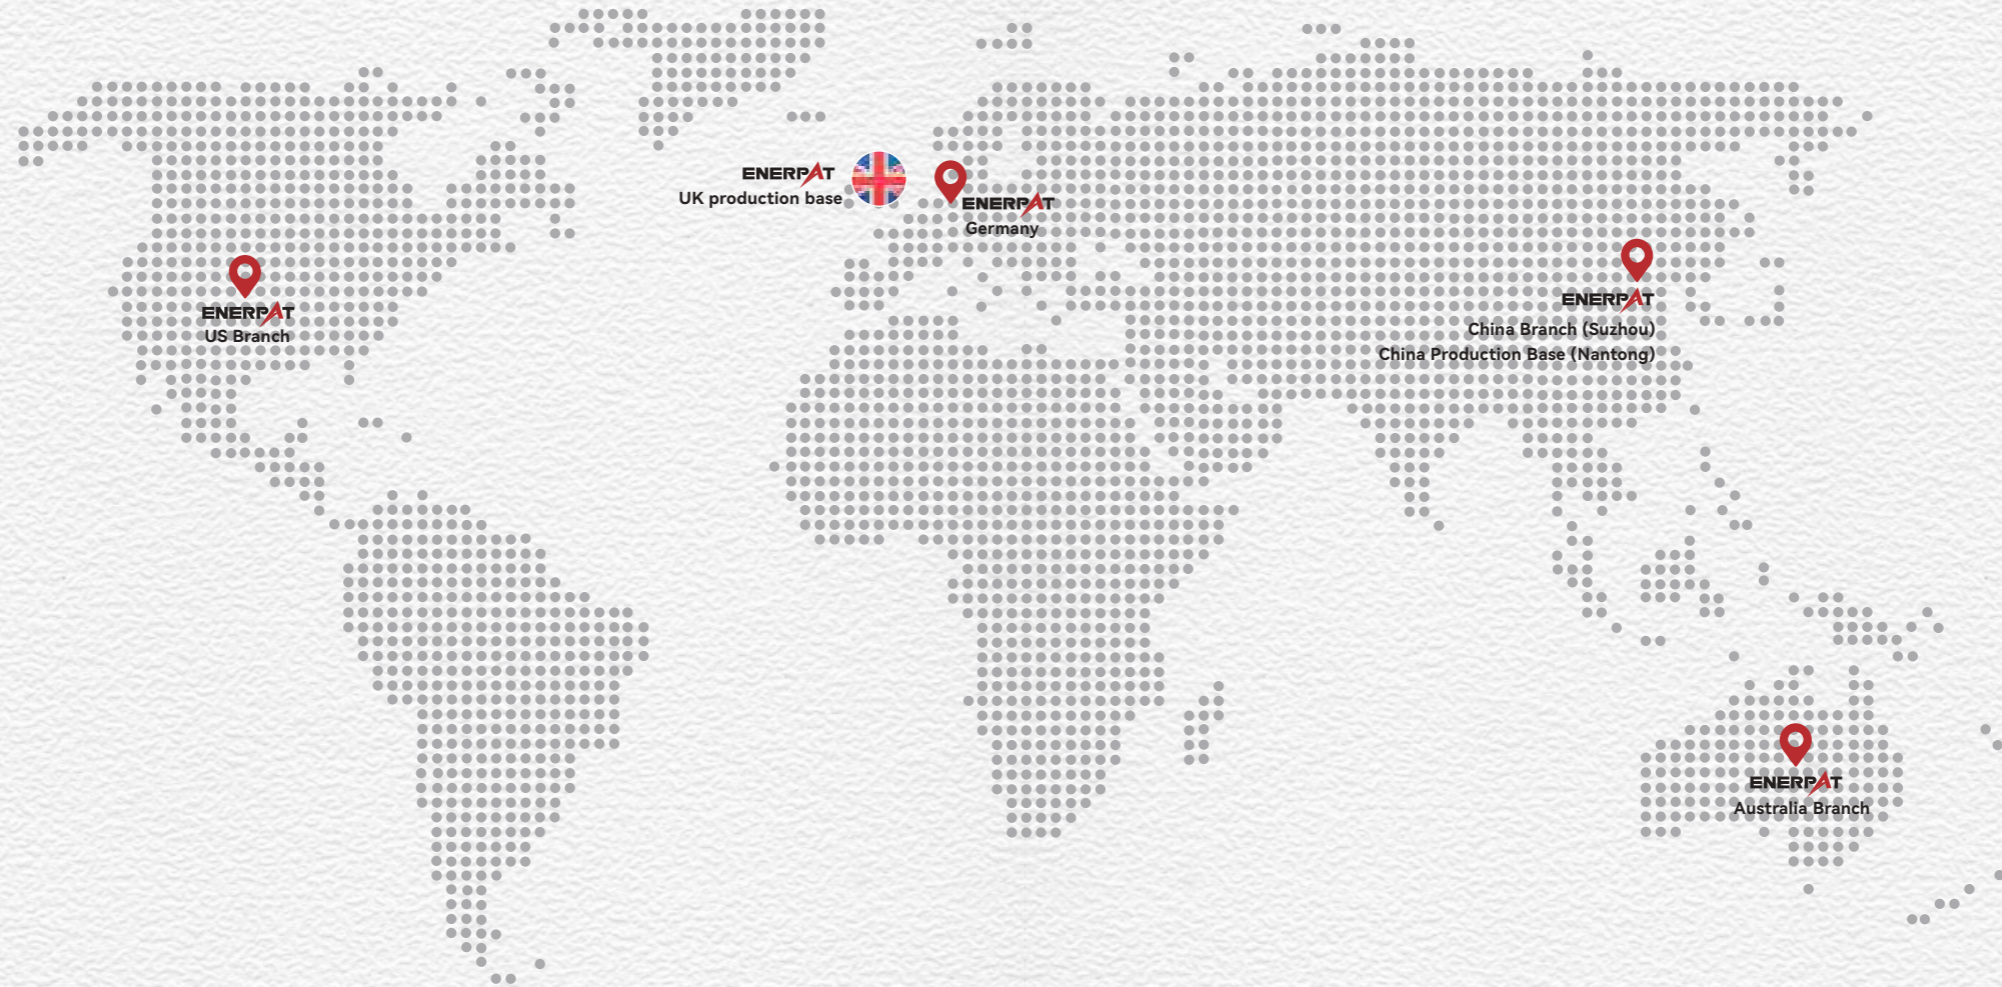 ENERPAT
UK production base
ENERPAT
Germany
ENERPAT
US Branch
ENERPAT
China Branch (Suzhou)
China Production Base (Nantong)
ENERPAT
Australia Branch